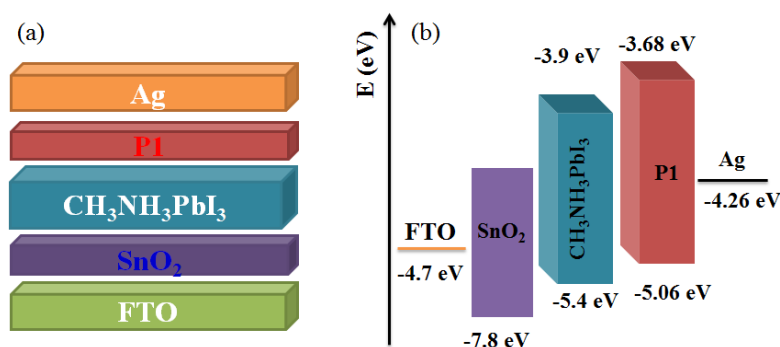 (a)
Ag
P1
CH₃NH₃PbI₃
SnO₂
FTO
(b)
E (eV)
-3.9 eV
-3.68 eV
FTO
-4.7 eV
SnO₂
-7.8 eV
CH₃NH₃PbI₃
-5.4 eV
P1
-5.06 eV
Ag
-4.26 eV